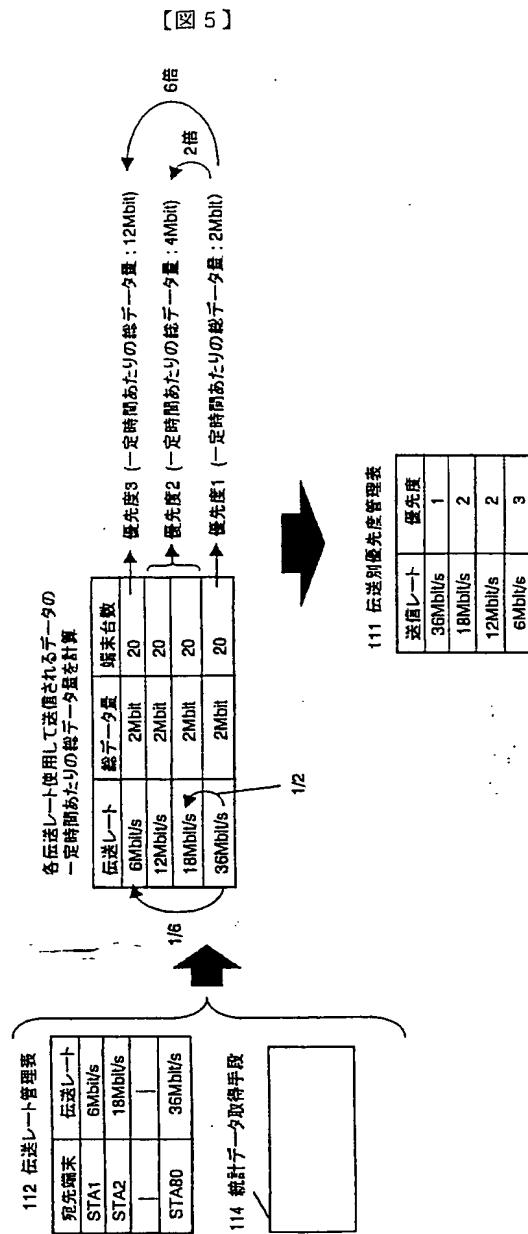 【図５】
112 伝送レート管理表
宛先端末 伝送レート
STA1 6Mbit/s
STA2 18Mbit/s
STA80 36Mbit/s
114 統計データ取得手段
各伝送レート使用して送信されるデータの
一定時間あたりの総データ量を計算
伝送レート 総データ量 端末台数
6Mbit/s 2Mbit 20
12Mbit/s 2Mbit 20
18Mbit/s 2Mbit 20
36Mbit/s 2Mbit 20
1/6
1/2
優先度3 (一定時間あたりの総データ量：12Mbit)
優先度2 (一定時間あたりの総データ量：4Mbit)
優先度1 (一定時間あたりの総データ量：2Mbit)
6倍
2倍
111 伝送別優先度管理表
送信レート 優先度
36Mbit/s 1
18Mbit/s 2
12Mbit/s 2
6Mbit/s 3